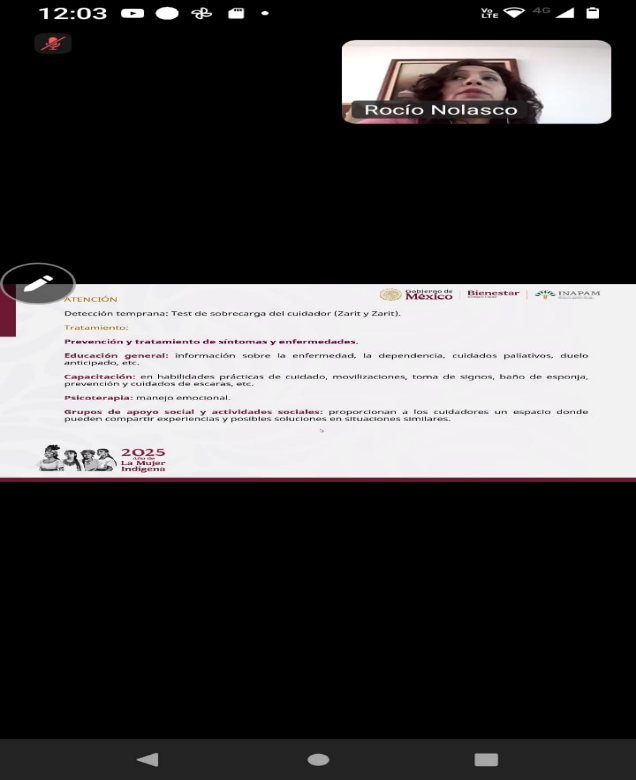 12:03
Vo
LTE
4G
Rocío Nolasco
Gobierno de
México
Bienestar
INAPAM
ATENCIÓN
Detección temprana: Test de sobrecarga del cuidador (Zarit y Zarit).
Tratamiento:
Prevención y tratamiento de síntomas y enfermedades.
Educación general: información sobre la enfermedad, la dependencia, cuidados paliativos, duelo
anticipado, etc.
Capacitación: en habilidades prácticas de cuidado, movilizaciones, toma de signos, baño de esponja,
prevención y cuidados de escaras, etc.
Psicoterapia: manejo emocional.
Grupos de apoyo social y actividades sociales: proporcionan a los cuidadores un espacio donde
pueden compartir experiencias y posibles soluciones en situaciones similares.
2025
Año de
La Mujer
Indígena